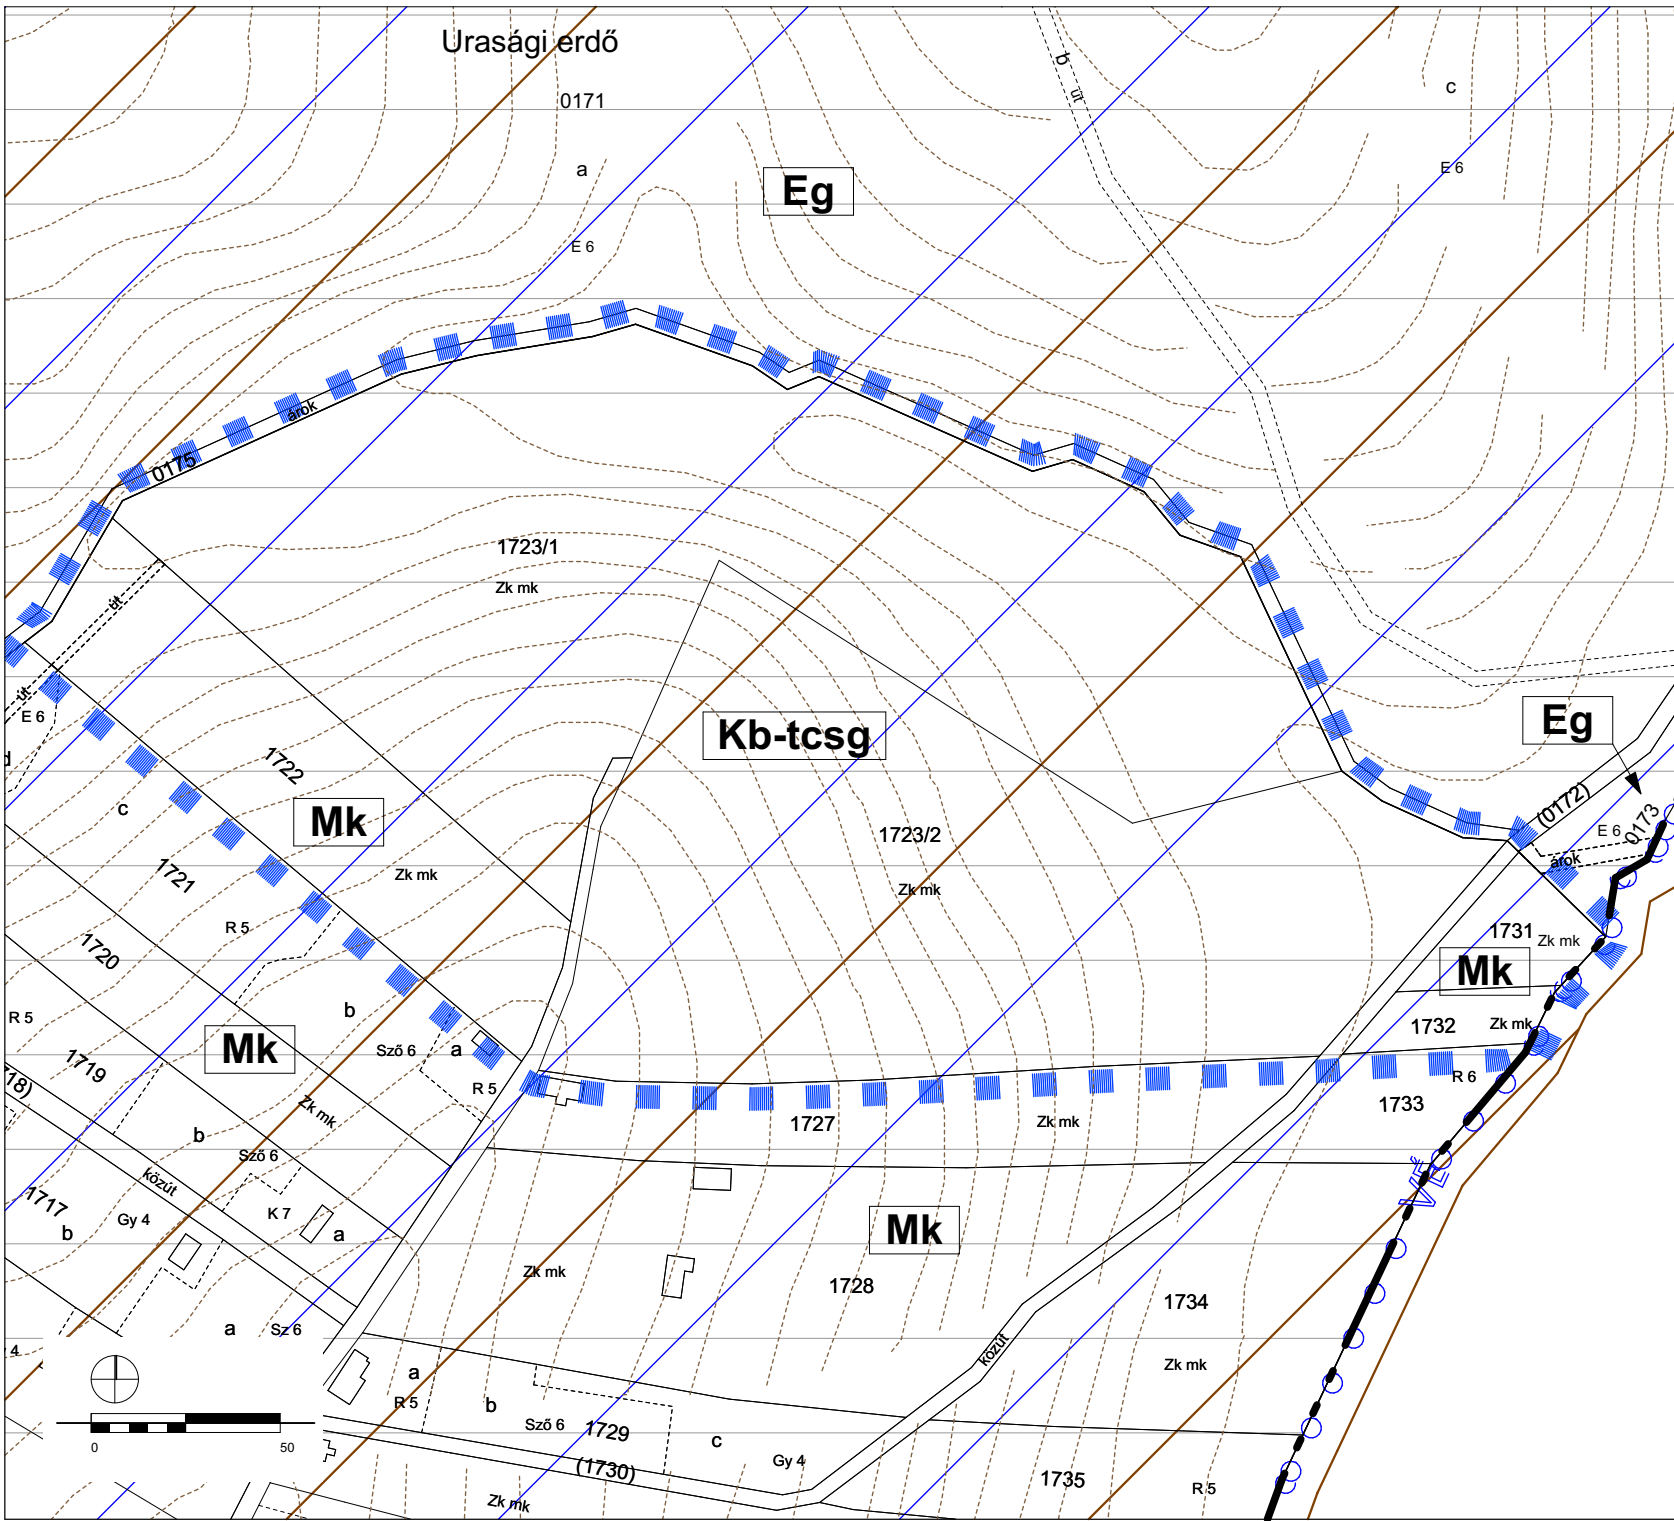 Urasági erdő
b
út
c
0171
a
E 6
Eg
E 6
árok
0175
1723/1
Zk mk
út
út
E 6
d
Kb-tcsg
Eg
1722
c
Mk
(0172)
0173
E 6
1723/2
árok
1721
Zk mk
Zk mk
R 5
1731
Zk mk
1720
Mk
b
R 5
1732
Zk mk
Mk
Sző 6
a
1719
R 5
R 6
718)
Zk mk
1727
Zk mk
1733
b
Sző 6
közút
VÉ
1717
b
Gy 4
K 7
a
Mk
Zk mk
1728
1734
a
Sz 6
4
közút
Zk mk
a
R 5
b
Sző 6
1729
c
0
50
(1730)
Gy 4
1735
R 5
Zk mk